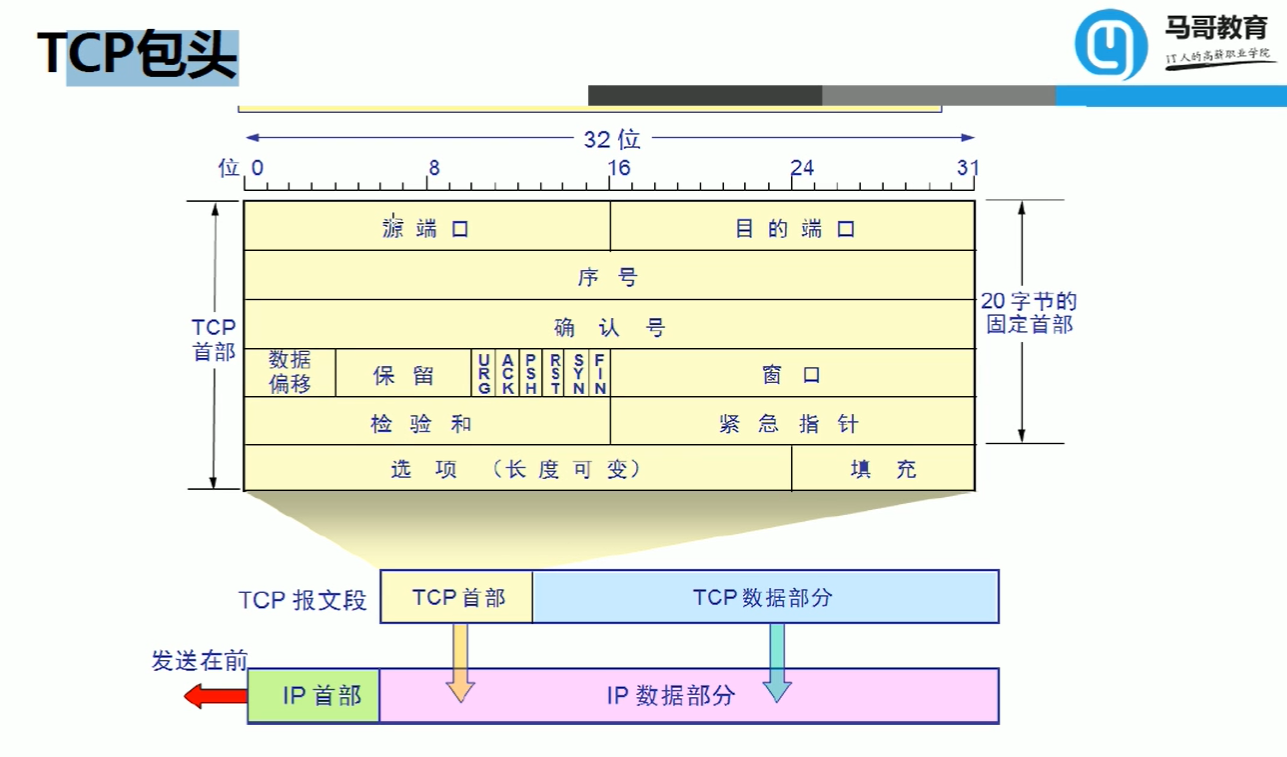 TCP包头
马哥教育
IT人的高薪职业学院
32 位
位 0 8 16 24 31
源 端 口 目 的 端 口
序 号
确 认 号
TCP
首部
20 字节的
固定首部
数据
偏移
保 留
URG ACK PSH RST SYN FIN
窗 口
检 验 和 紧 急 指 针
选 项 (长 度 可 变) 填 充
TCP 报文段 TCP 首部 TCP 数据部分
发送在前
IP 首部 IP 数据部分